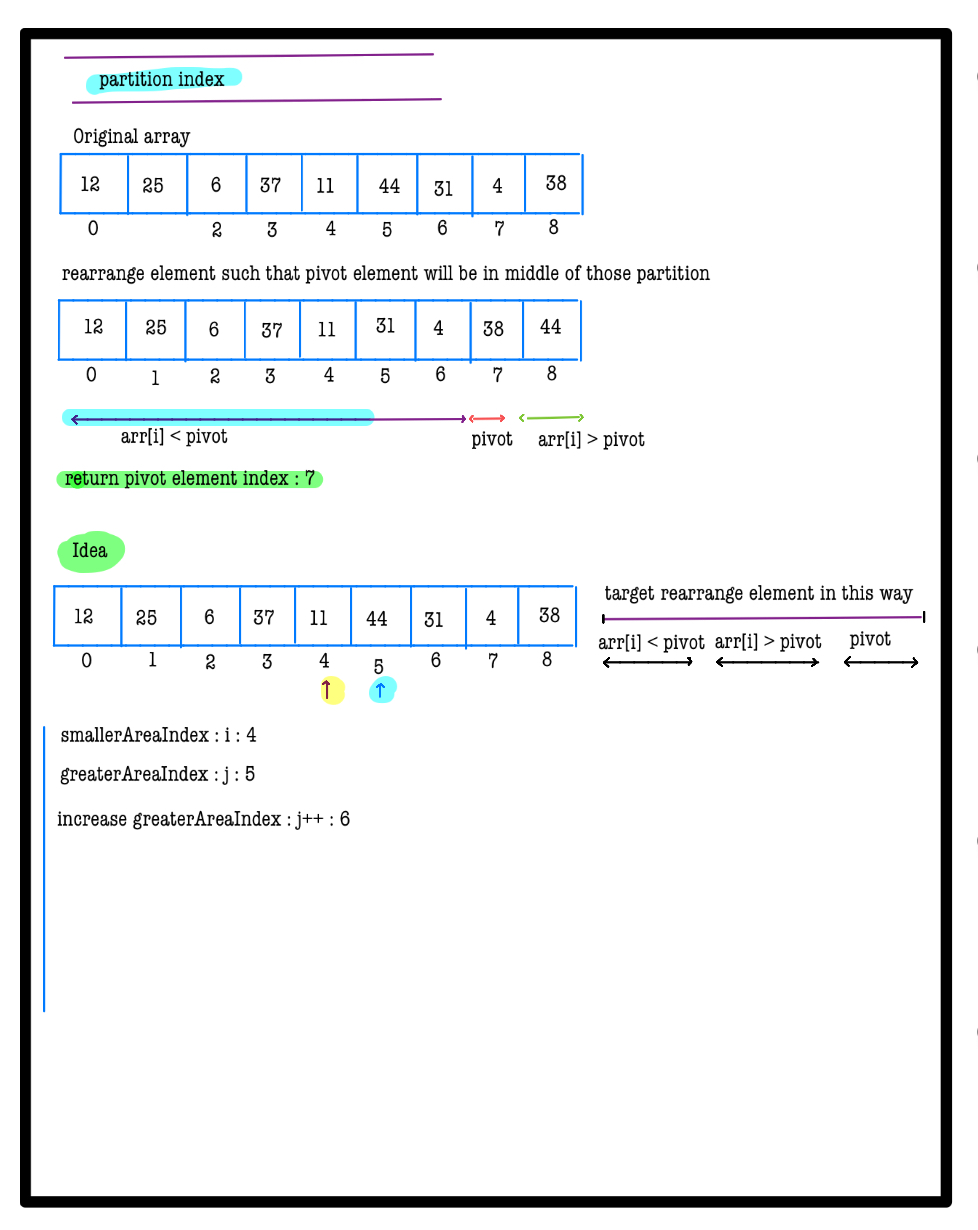 partition index
Original array
12 25 6 37 11 44 31 4 38
0 2 3 4 5 6 7 8
rearrange element such that pivot element will be in middle of those partition
12 25 6 37 11 31 4 38 44
0 1 2 3 4 5 6 7 8
arr[i] < pivot pivot arr[i] > pivot
return pivot element index : 7
Idea
target rearrange element in this way
12 25 6 37 11 44 31 4 38
arr[i] < pivot arr[i] > pivot pivot
0 1 2 3 4 5 6 7 8
smallerAreaIndex : i : 4
greaterAreaIndex : j : 5
increase greaterAreaIndex : j++ : 6